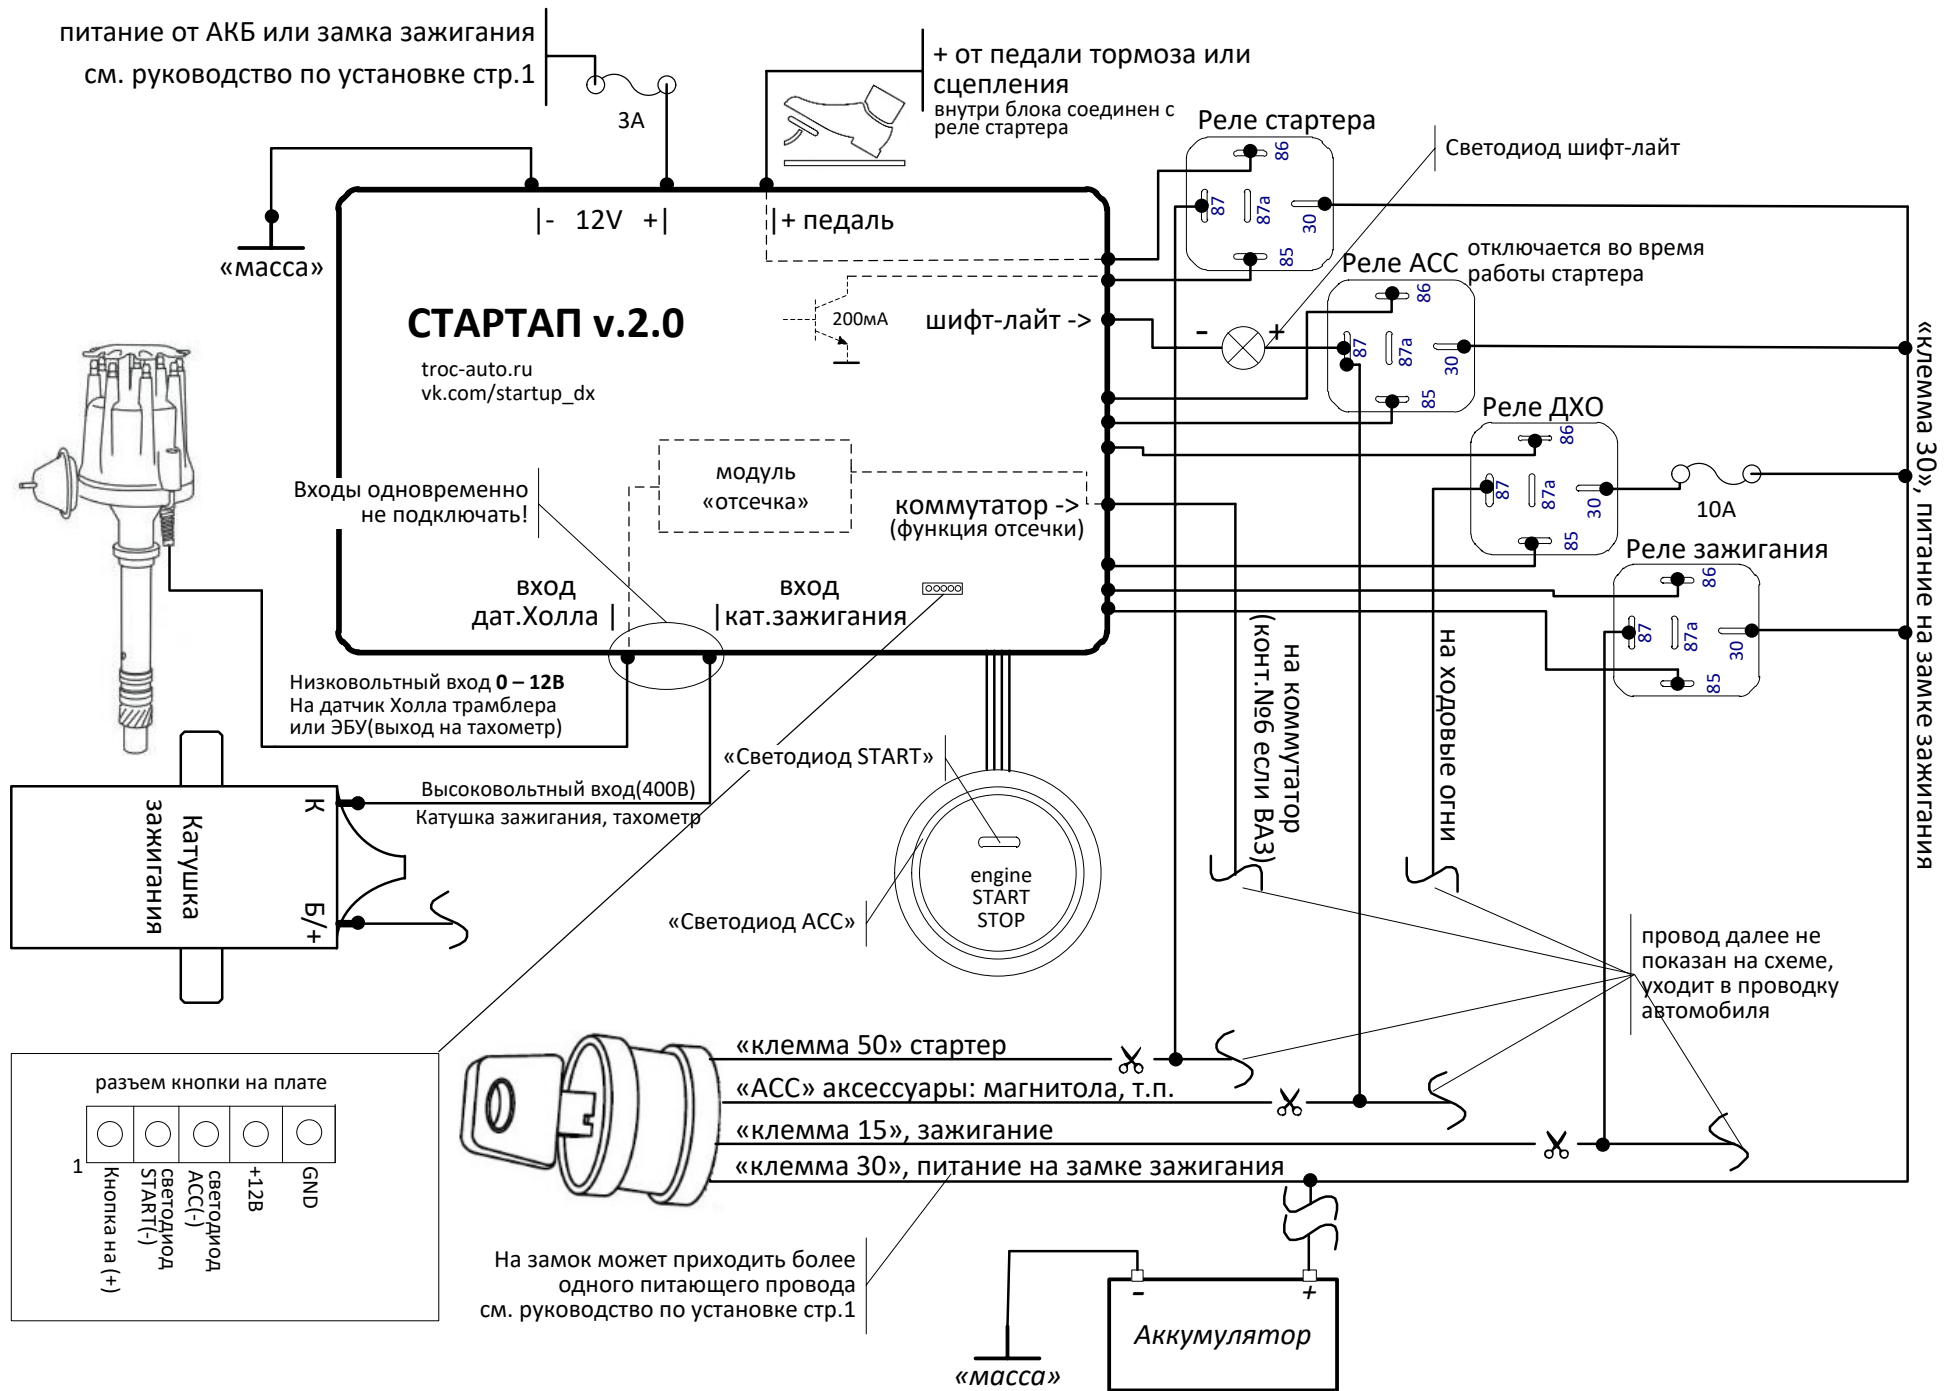 питание от АКБ или замка зажигания
см. руководство по установке стр.1
3А
+ от педали тормоза или
сцепления
внутри блока соединен с
реле стартера
Реле стартера
86
87
87а
30
85
Светодиод шифт-лайт
|- 12V +|
|+ педаль
«масса»
Реле АСС
отключается во время
работы стартера
86
87
87а
30
85
СТАРТАП v.2.0
troc-auto.ru
vk.com/startup_dx
200мА
шифт-лайт ->
- +
Реле ДХО
86
87
87а
30
85
10А
«клемма 30», питание на замке зажигания
модуль
«отсечка»
Входы одновременно
не подключать!
коммутатор ->
(функция отсечки)
Реле зажигания
86
87
87а
30
85
вход
дат.Холла |
вход
|кат.зажигания
Низковольтный вход 0 – 12В
На датчик Холла трамблера
или ЭБУ(выход на тахометр)
на коммутатор
(конт.№6 если ВАЗ)
на ходовые огни
«Светодиод START»
Высоковольтный вход(400В)
Катушка зажигания, тахометр
Катушка
зажигания
К
Б/+
engine
START
STOP
«Светодиод АСС»
провод далее не
показан на схеме,
уходит в проводку
автомобиля
«клемма 50» стартер
«АСС» аксессуары: магнитола, т.п.
«клемма 15», зажигание
«клемма 30», питание на замке зажигания
разъем кнопки на плате
1
Кнопка на (+)
светодиод
START(-)
светодиод
АСС(-)
+12В
GND
На замок может приходить более
одного питающего провода
см. руководство по установке стр.1
- +
Аккумулятор
«масса»